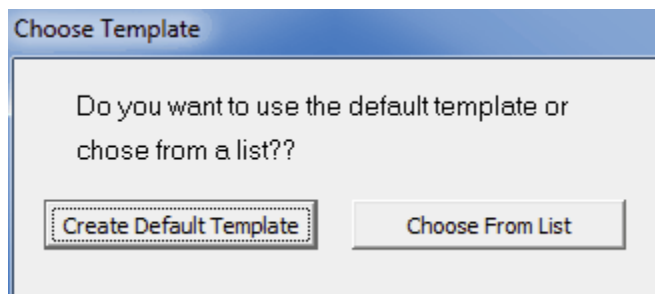 Choose Template
Do you want to use the default template or
chose from a list??
Create Default Template
Choose From List